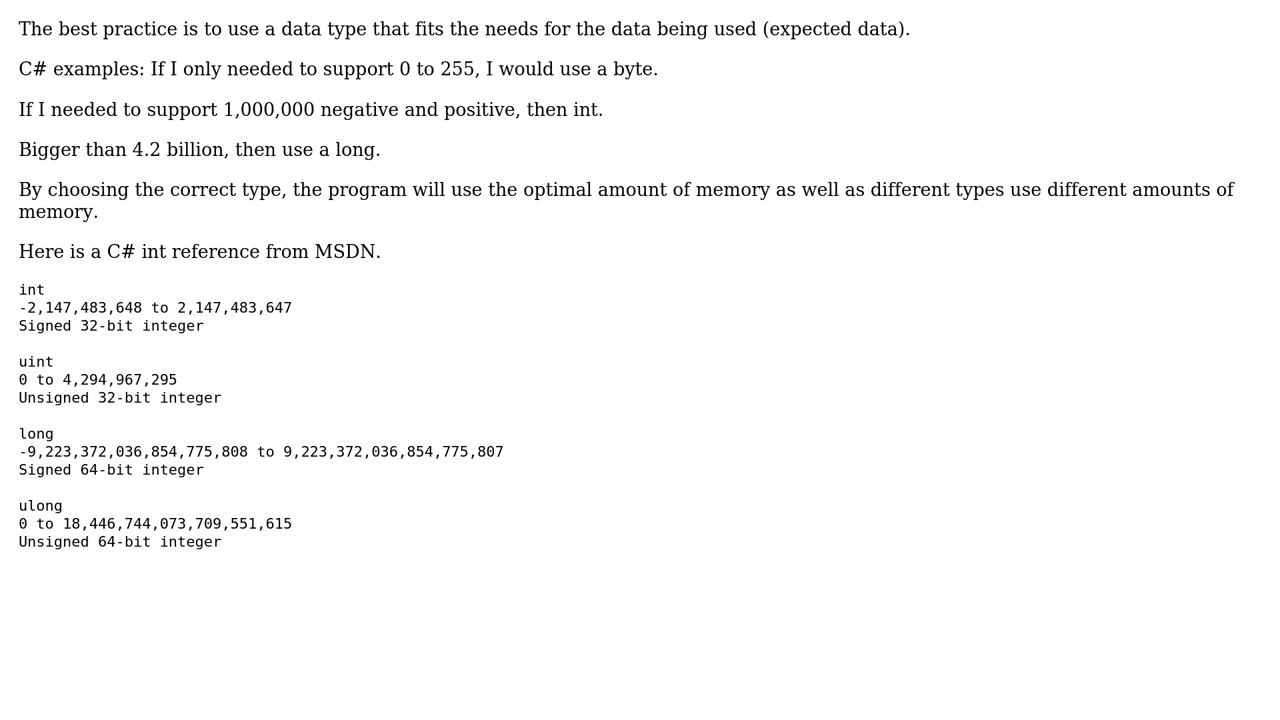 The best practice is to use a data type that fits the needs for the data being used (expected data).
C# examples: If I only needed to support 0 to 255, I would use a byte.
If I needed to support 1,000,000 negative and positive, then int.
Bigger than 4.2 billion, then use a long.
By choosing the correct type, the program will use the optimal amount of memory as well as different types use different amounts of
memory.
Here is a C# int reference from MSDN.
int
-2,147,483,648 to 2,147,483,647
Signed 32-bit integer
uint
0 to 4,294,967,295
Unsigned 32-bit integer
long
-9,223,372,036,854,775,808 to 9,223,372,036,854,775,807
Signed 64-bit integer
ulong
0 to 18,446,744,073,709,551,615
Unsigned 64-bit integer